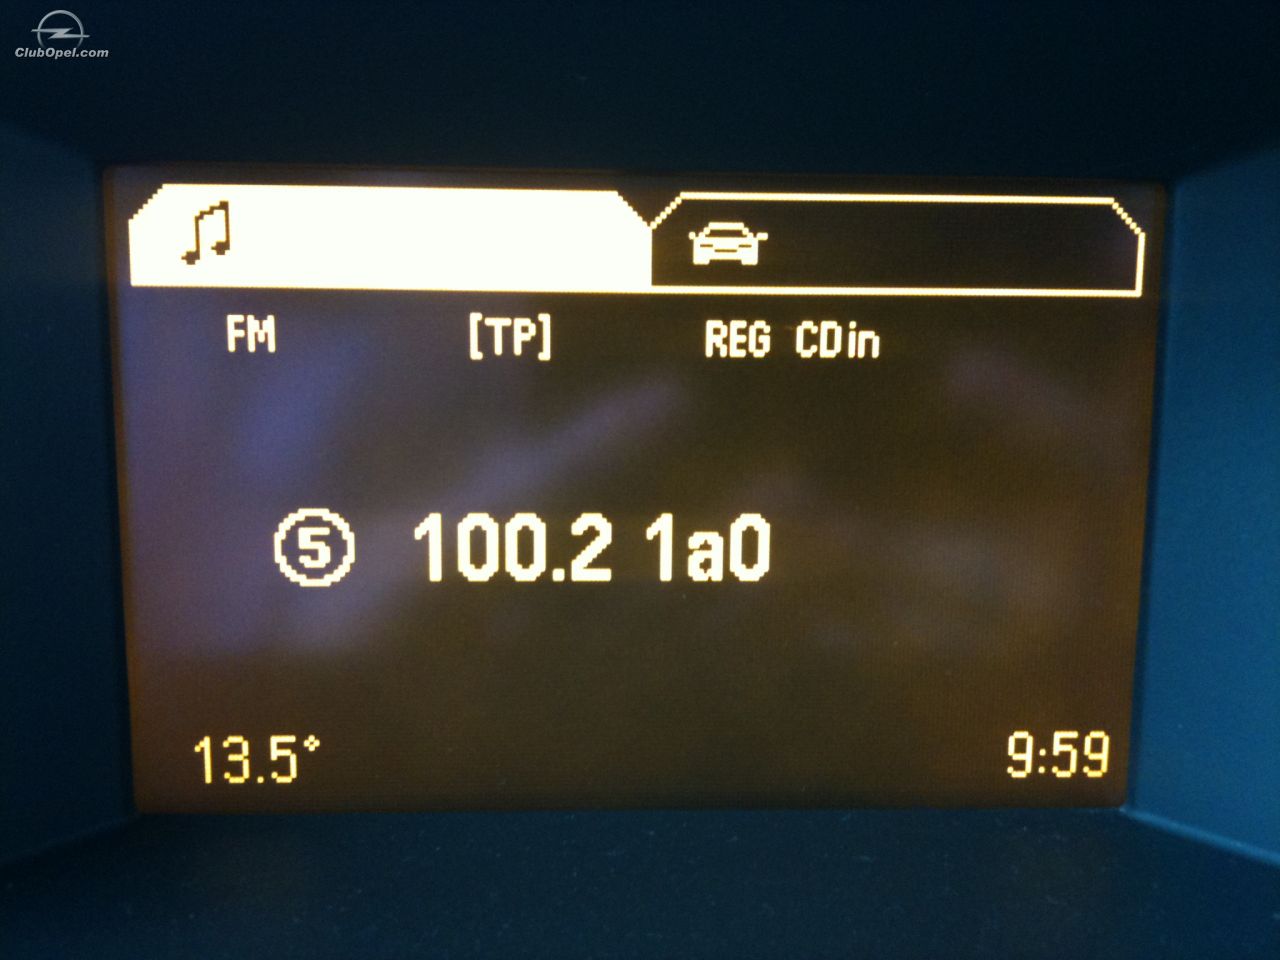 ClubOpel.com
FM [TP] REG CDin
5 100.2 1a0
13.5° 9:59